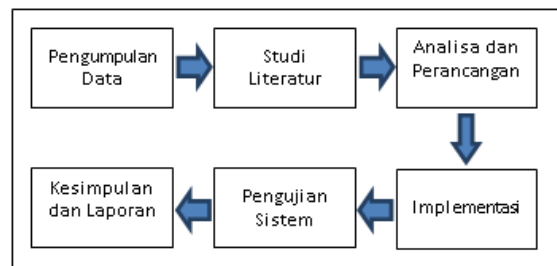 Pengumpulan
Data
Studi
Literatur
Analisa dan
Perancangan
Implementasi
Pengujian
Sistem
Kesimpulan
dan Laporan